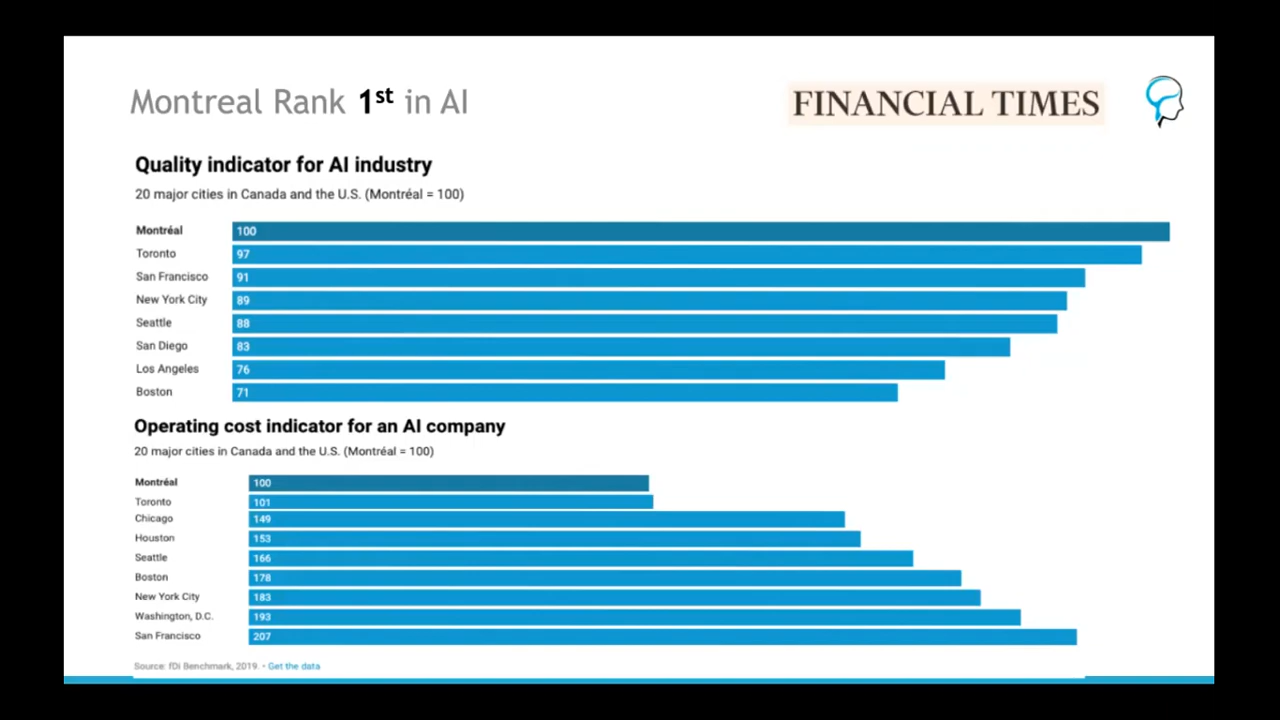 Montreal Rank 1st in AI
FINANCIAL TIMES
Quality indicator for AI industry
20 major cities in Canada and the U.S. (Montréal = 100)
Montréal 100
Toronto 97
San Francisco 91
New York City 89
Seattle 88
San Diego 83
Los Angeles 76
Boston 71
Operating cost indicator for an AI company
20 major cities in Canada and the U.S. (Montréal = 100)
Montréal 100
Toronto 101
Chicago 149
Houston 153
Seattle 166
Boston 178
New York City 183
Washington, D.C. 193
San Francisco 207
Source: fDi Benchmark, 2019. • Get the data